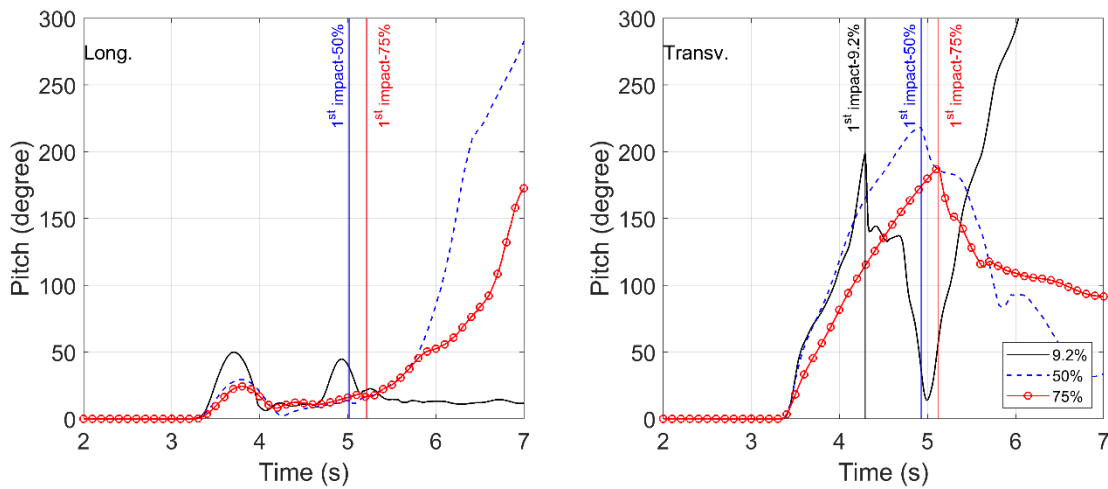 300
250
200
150
100
50
0
Pitch (degree)
Long.
1st impact-50%
1st impact-75%
2
3
4
5
6
7
Time (s)
300
250
200
150
100
50
0
Pitch (degree)
Transv.
1st impact-9.2%
1st impact-50%
1st impact-75%
9.2%
50%
75%
2
3
4
5
6
7
Time (s)